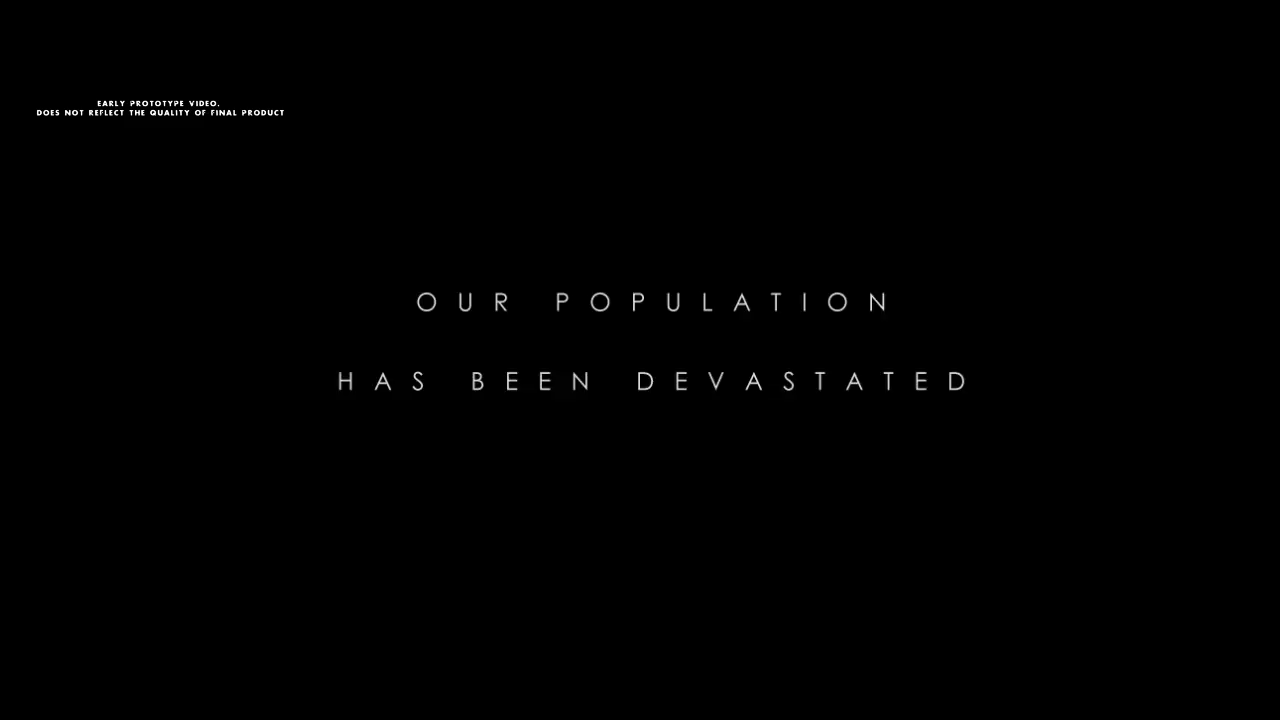 EARLY PROTOTYPE VIDEO.
DOES NOT REFLECT THE QUALITY OF FINAL PRODUCT
OUR POPULATION
HAS BEEN DEVASTATED